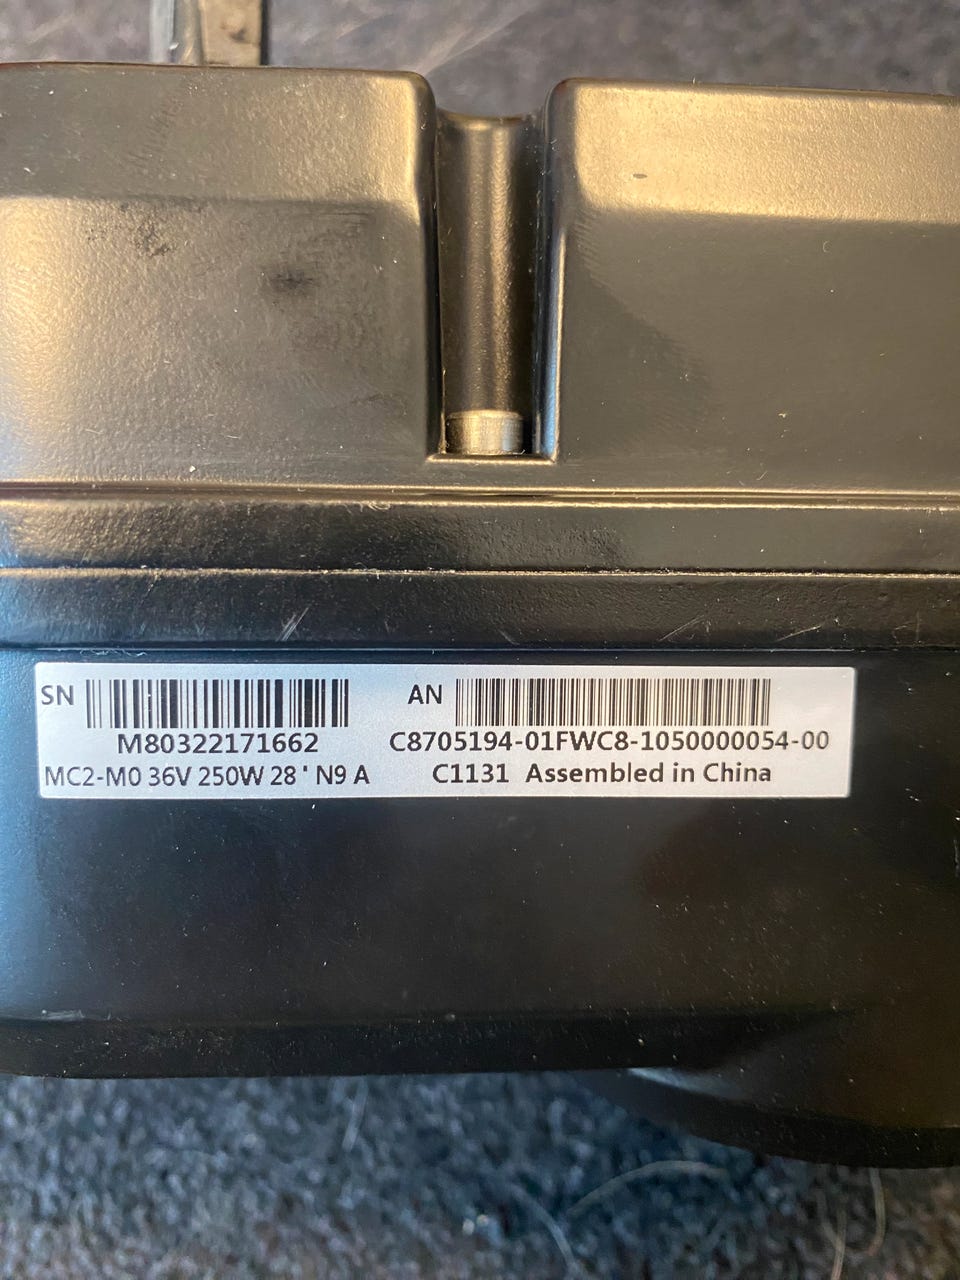 SN
M80322171662
MC2-M0 36V 250W 28 ' N9 A
AN
C8705194-01FWC8-1050000054-00
C1131 Assembled in China